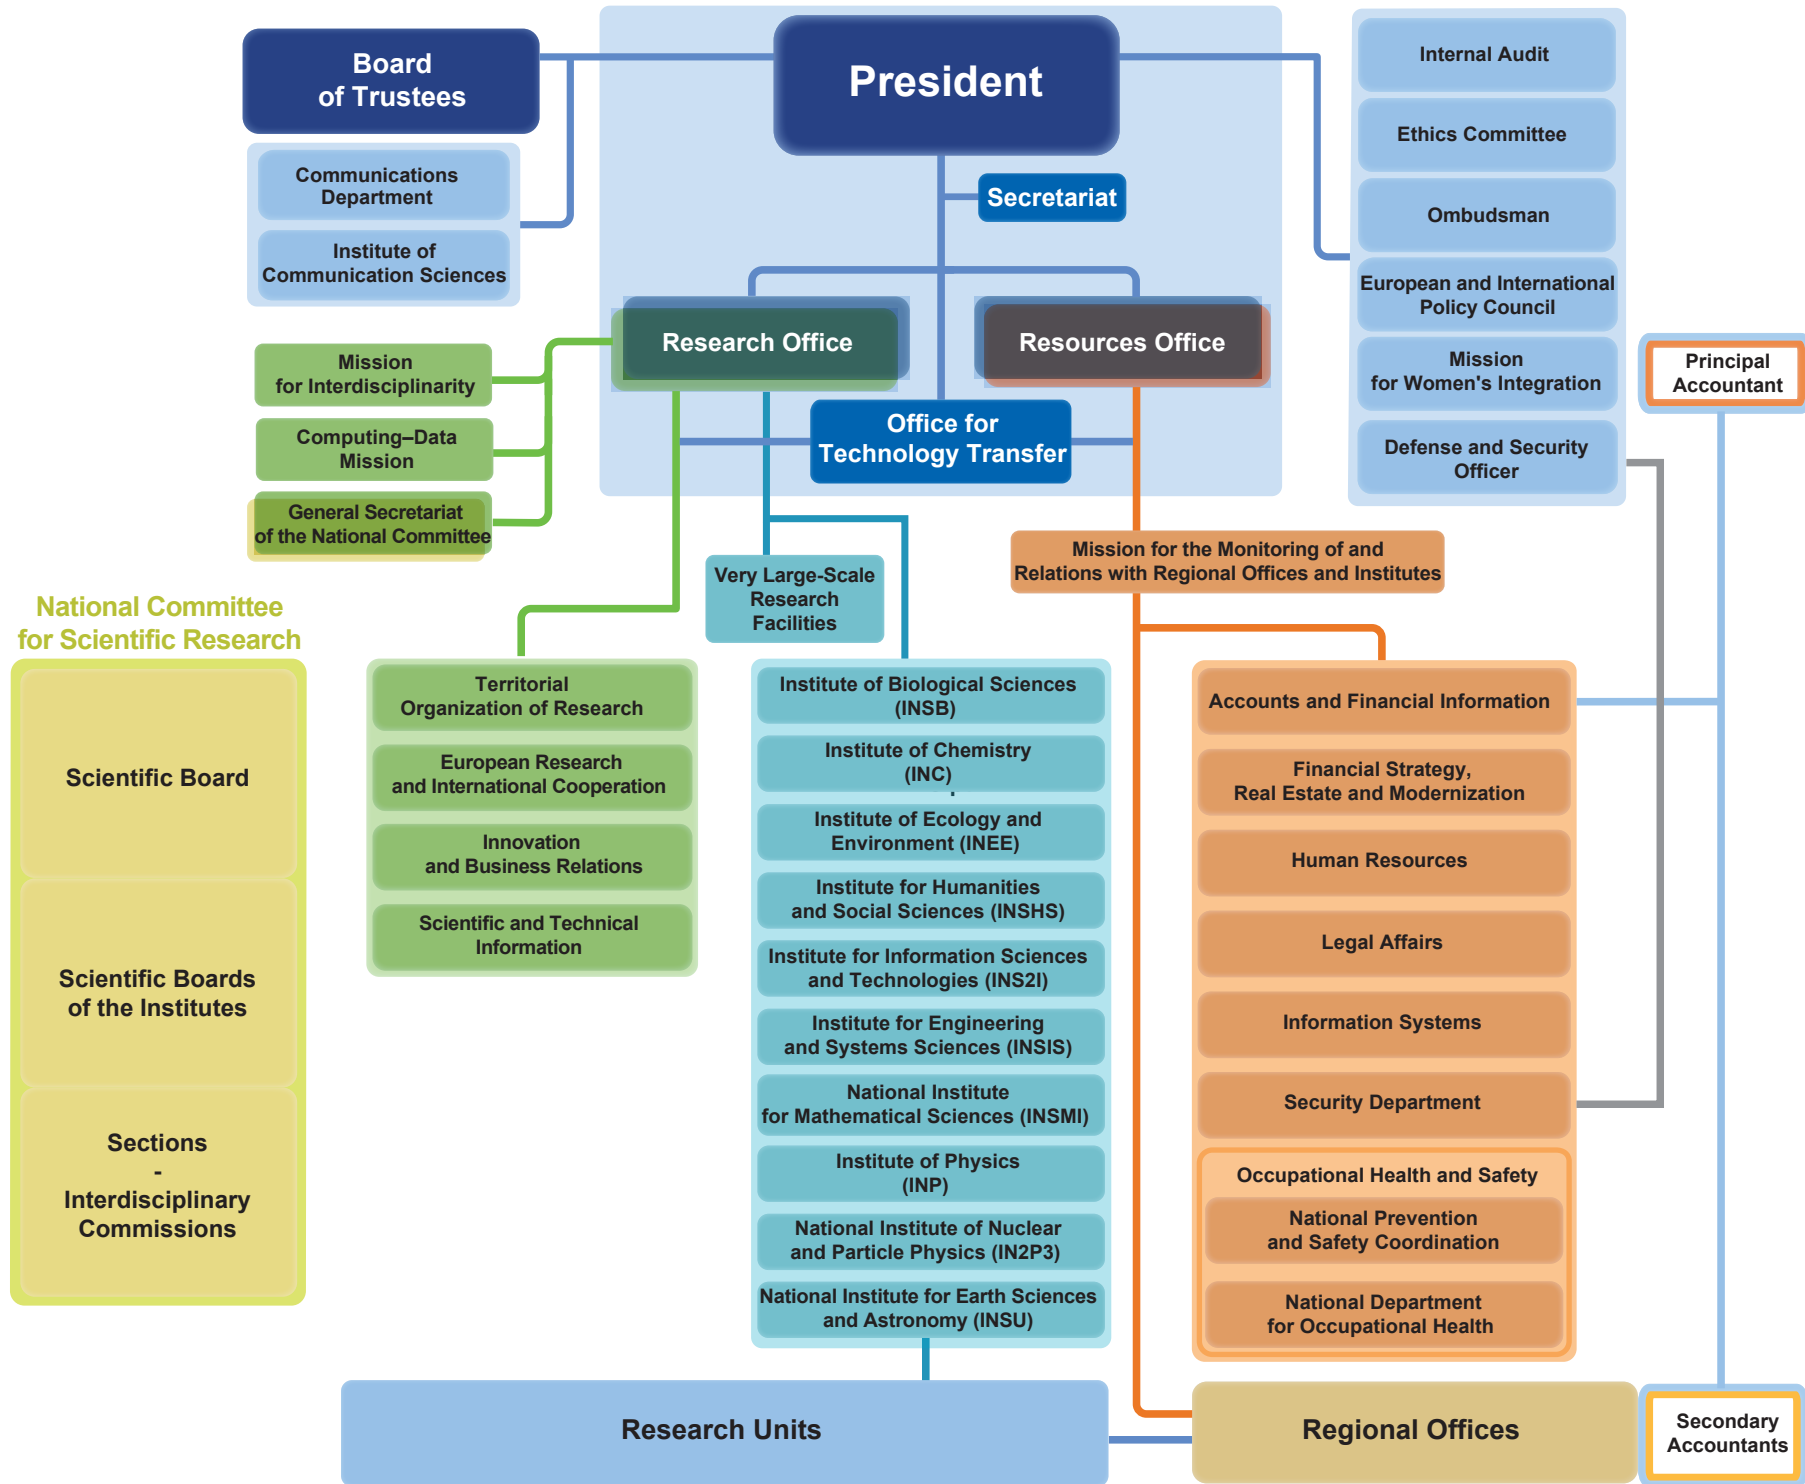 Board
of Trustees
President
Internal Audit
Ethics Committee
Ombudsman
European and International
Policy Council
Mission
for Women's Integration
Defense and Security
Officer
Communications
Department
Institute of
Communication Sciences
Secretariat
Research Office
Resources Office
Office for
Technology Transfer
Principal
Accountant
Mission
for Interdisciplinarity
Computing–Data
Mission
General Secretariat
of the National Committee
Mission for the Monitoring of and
Relations with Regional Offices and Institutes
Very Large-Scale
Research
Facilities
National Committee
for Scientific Research
Scientific Board
Scientific Boards
of the Institutes
Sections
-
Interdisciplinary
Commissions
Territorial
Organization of Research
European Research
and International Cooperation
Innovation
and Business Relations
Scientific and Technical
Information
Institute of Biological Sciences
(INSB)
Institute of Chemistry
(INC)
Institute of Ecology and
Environment (INEE)
Institute for Humanities
and Social Sciences (INSHS)
Institute for Information Sciences
and Technologies (INS2I)
Institute for Engineering
and Systems Sciences (INSIS)
National Institute
for Mathematical Sciences (INSMI)
Institute of Physics
(INP)
National Institute of Nuclear
and Particle Physics (IN2P3)
National Institute for Earth Sciences
and Astronomy (INSU)
Accounts and Financial Information
Financial Strategy,
Real Estate and Modernization
Human Resources
Legal Affairs
Information Systems
Security Department
Occupational Health and Safety
National Prevention
and Safety Coordination
National Department
for Occupational Health
Research Units
Regional Offices
Secondary
Accountants